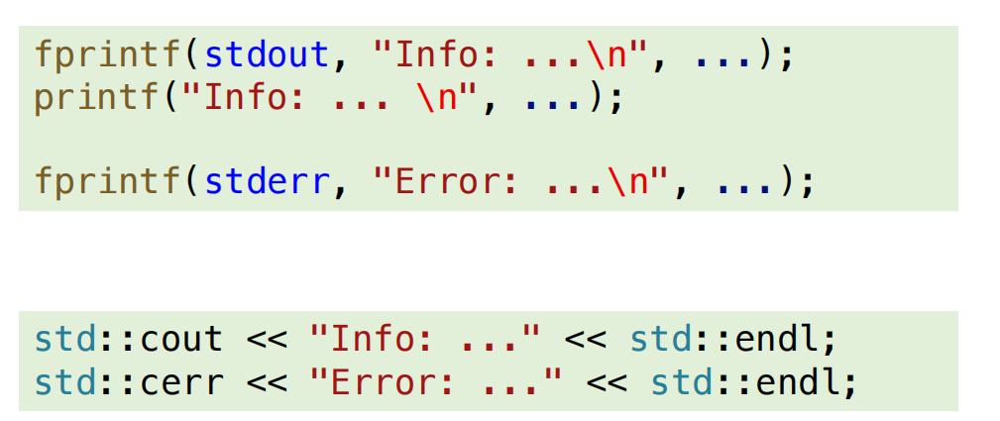 fprintf(stdout, "Info: ...\n", ...);
printf("Info: ... \n", ...);
fprintf(stderr, "Error: ...\n", ...);
std::cout << "Info: ..." << std::endl;
std::cerr << "Error: ..." << std::endl;